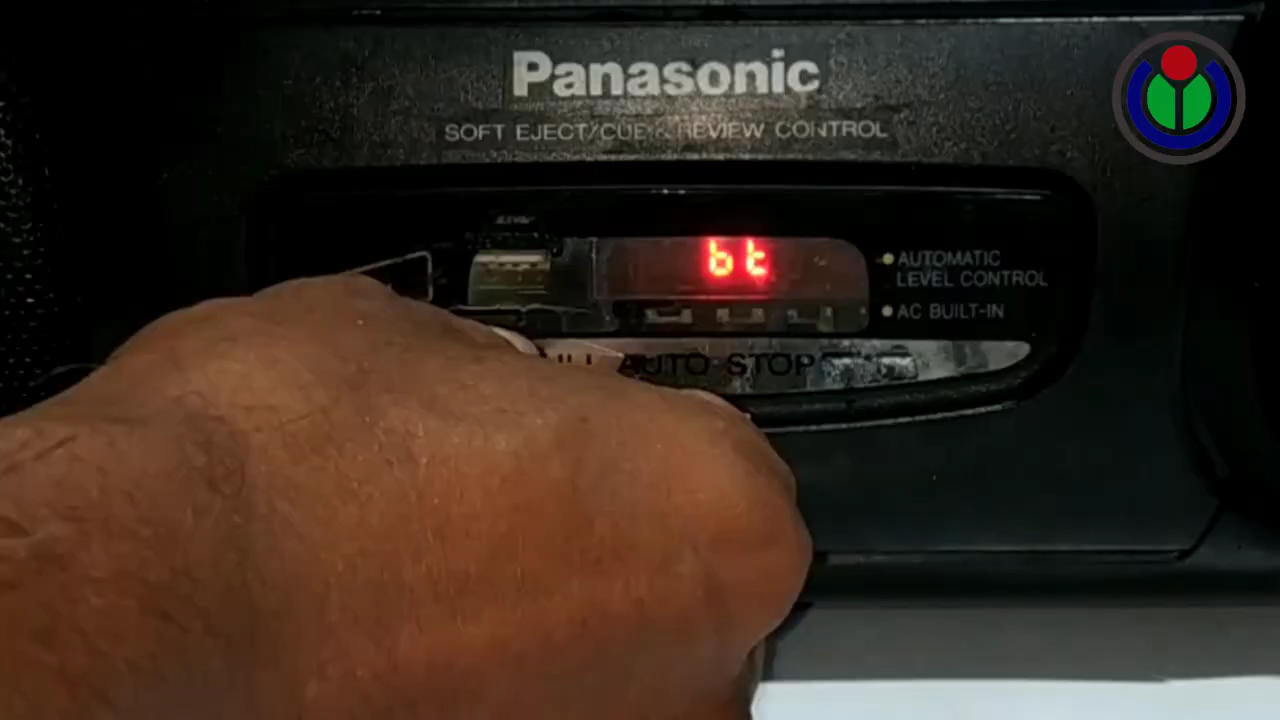 Panasonic
SOFT EJECT/CUE & REVIEW CONTROL
bt
AUTOMATIC
LEVEL CONTROL
AC BUILT-IN
AUTO STOP